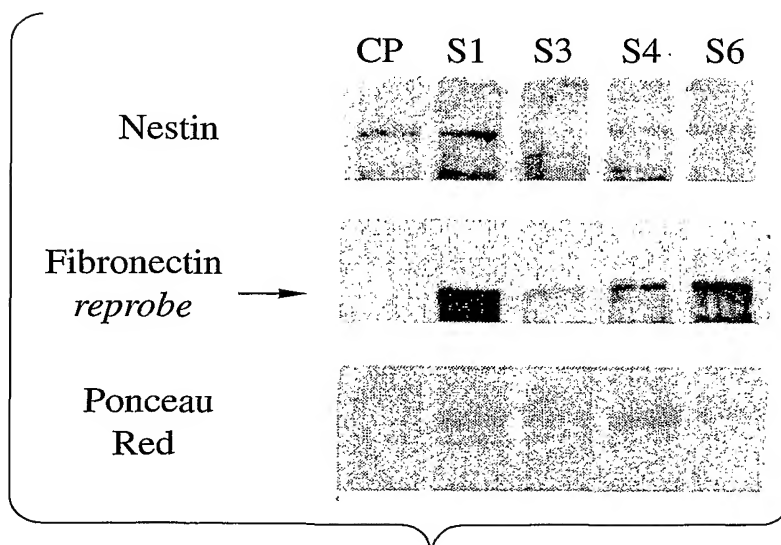 CP S1 S3 S4 S6
Nestin
Fibronectin
reprobe
Ponceau
Red